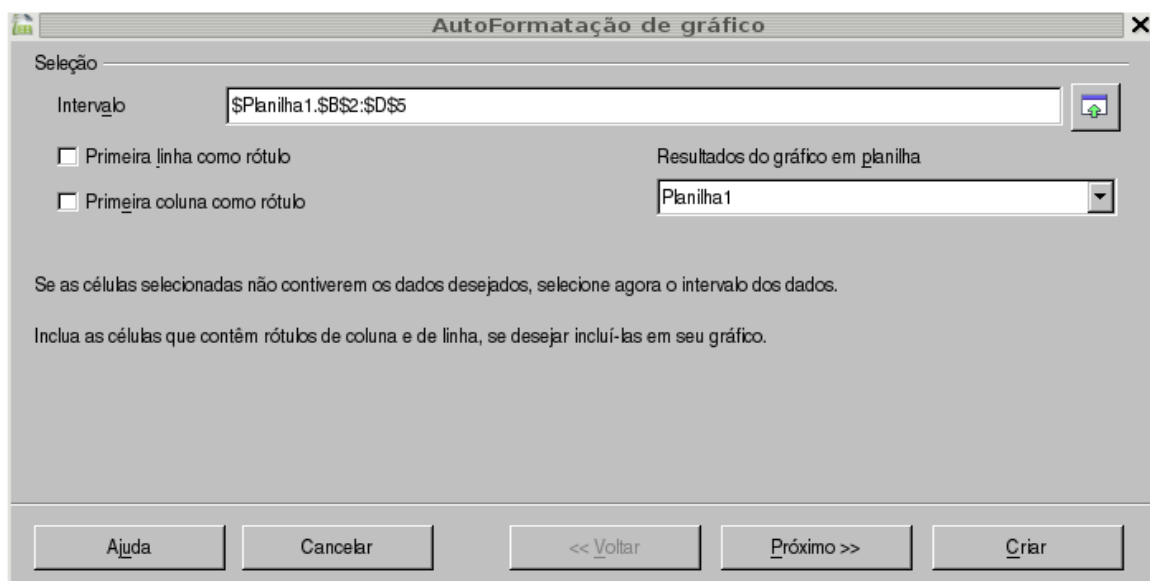 AutoFormatação de gráfico
Seleção
Intervalo
$Planilha1.$B$2:$D$5
Primeira linha como rótulo
Resultados do gráfico em planilha
Primeira coluna como rótulo
Planilha1
Se as células selecionadas não contiverem os dados desejados, selecione agora o intervalo dos dados.
Inclua as células que contêm rótulos de coluna e de linha, se desejar incluí-las em seu gráfico.
Ajuda
Cancelar
<< Voltar
Próximo >>
Criar